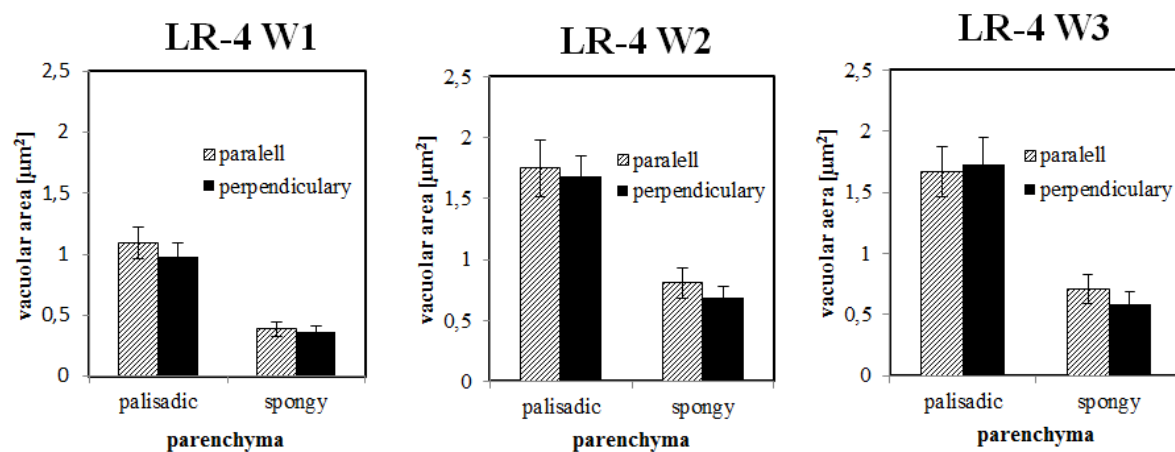 LR-4 W1
vacuolar area [µm²]
2,5
2
1,5
1
0,5
0
paralell
perpendiculary
palisadic spongy
parenchyma
LR-4 W2
vacuolar area [µm²]
2,5
2
1,5
1
0,5
0
paralell
perpendiculary
palisadic spongy
parenchyma
LR-4 W3
vacuolar aera [µm²]
2,5
2
1,5
1
0,5
0
paralell
perpendiculary
palisadic spongy
parenchyma